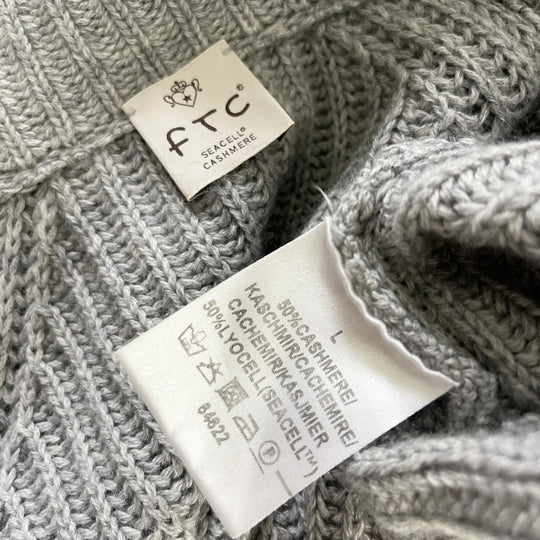 FTC®
SEACELL®
CASHMERE
L
50%CASHMERE/
KASCHMIR/CACHEMIRE/
CACHEMIR/KASJMIER
50%LYOCELL(SEACELL™)
84822